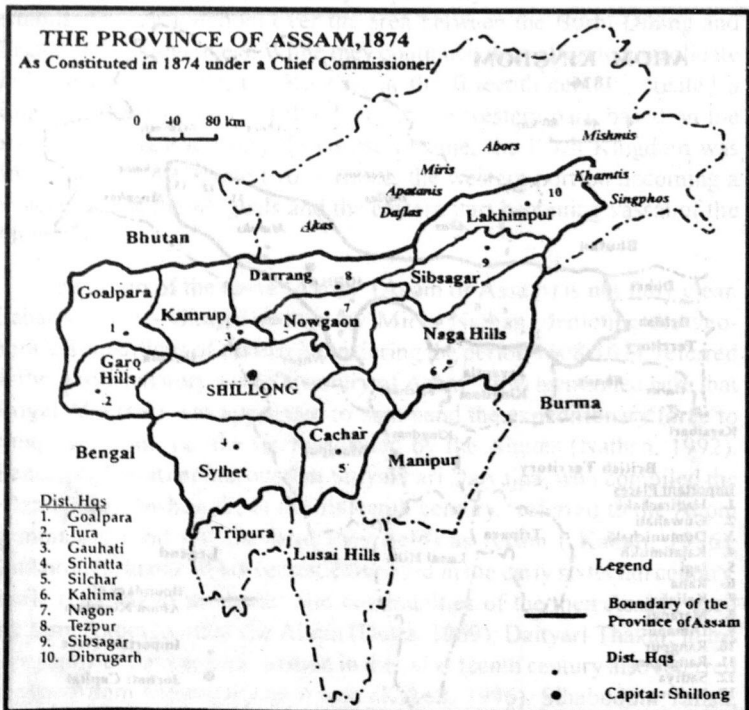 THE PROVINCE OF ASSAM, 1874
As Constituted in 1874 under a Chief Commissioner
0 40 80 km
Mishmis
Abors
Miris
Khamtis
10
Apatanis
Singphos
Daflas
Lakhimpur
Akas
Bhutan
9
Sibsagar
Darrang 8
Goalpara
Kamrup
Nowgaon
Naga Hills
1
Garo Hills
SHILLONG
2
Burma
Cachar
Bengal
4
Manipur
Sylhet
5
Dist. Hqs
1. Goalpara
2. Tura
3. Gauhati
4. Srihatta
5. Silchar
6. Kahima
7. Nagon
8. Tezpur
9. Sibsagar
10. Dibrugarh
Tripura
Lusai Hills
Legend
Boundary of the Province of Assam
Dist. Hqs
Capital: Shillong